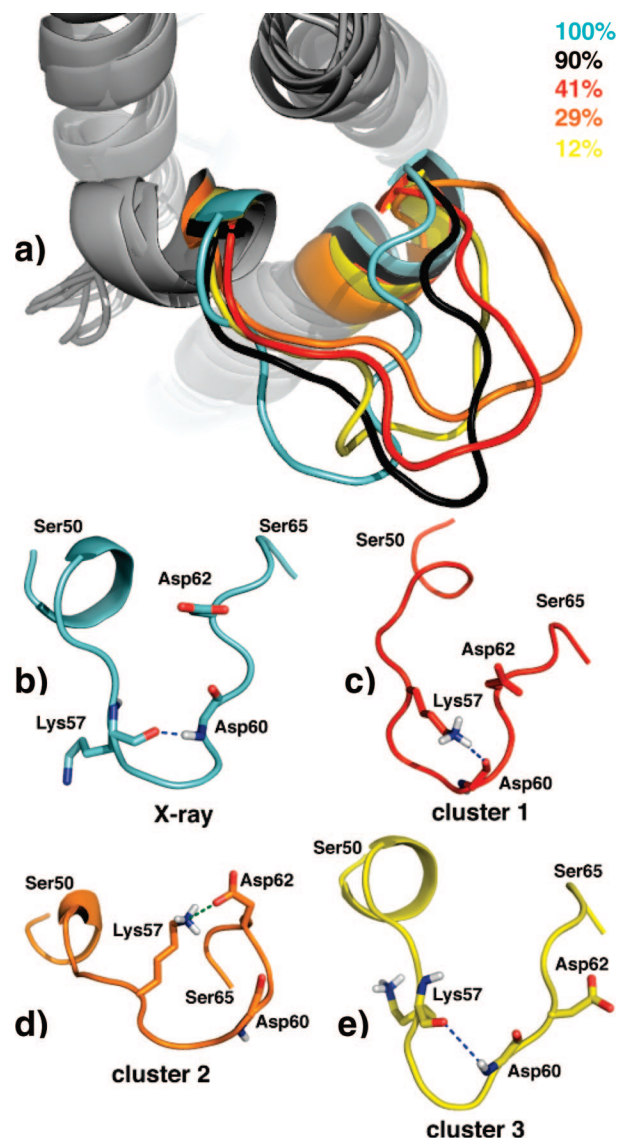 100%
90%
41%
29%
12%
a)
Ser50
Ser65
Asp62
b)
Lys57
Asp60
X-ray
Ser50
Ser65
Asp62
c)
Lys57
Asp60
cluster 1
Ser50
Asp62
Lys57
Ser65
d)
Asp60
cluster 2
Ser50
Ser65
Asp62
Lys57
e)
Asp60
cluster 3